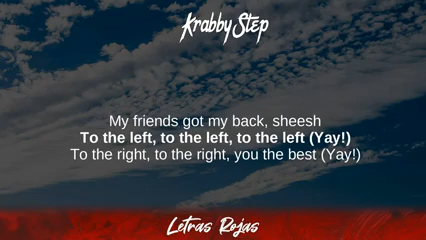 Krabby Step
My friends got my back, sheesh
To the left, to the left, to the left (Yay!)
To the right, to the right, you the best (Yay!)
Letras Rojas